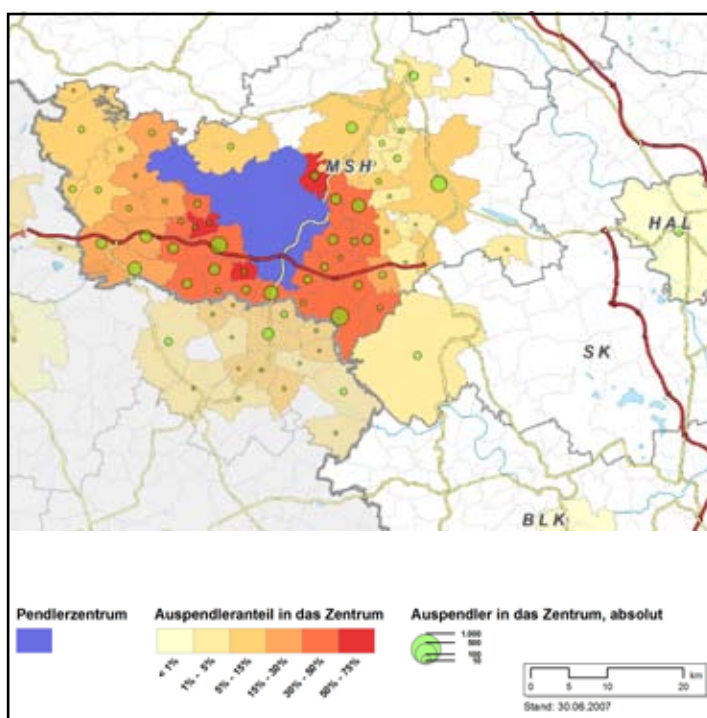 MSH
HAL
SK
BLK
Pendlerzentrum
Auspendleranteil in das Zentrum
Auspendler in das Zentrum, absolut
< 1%
1% - 5%
5% - 15%
15% - 30%
30% - 50%
50% - 75%
1.000
500
100
km
0 5 10 20
Stand: 30.06.2007